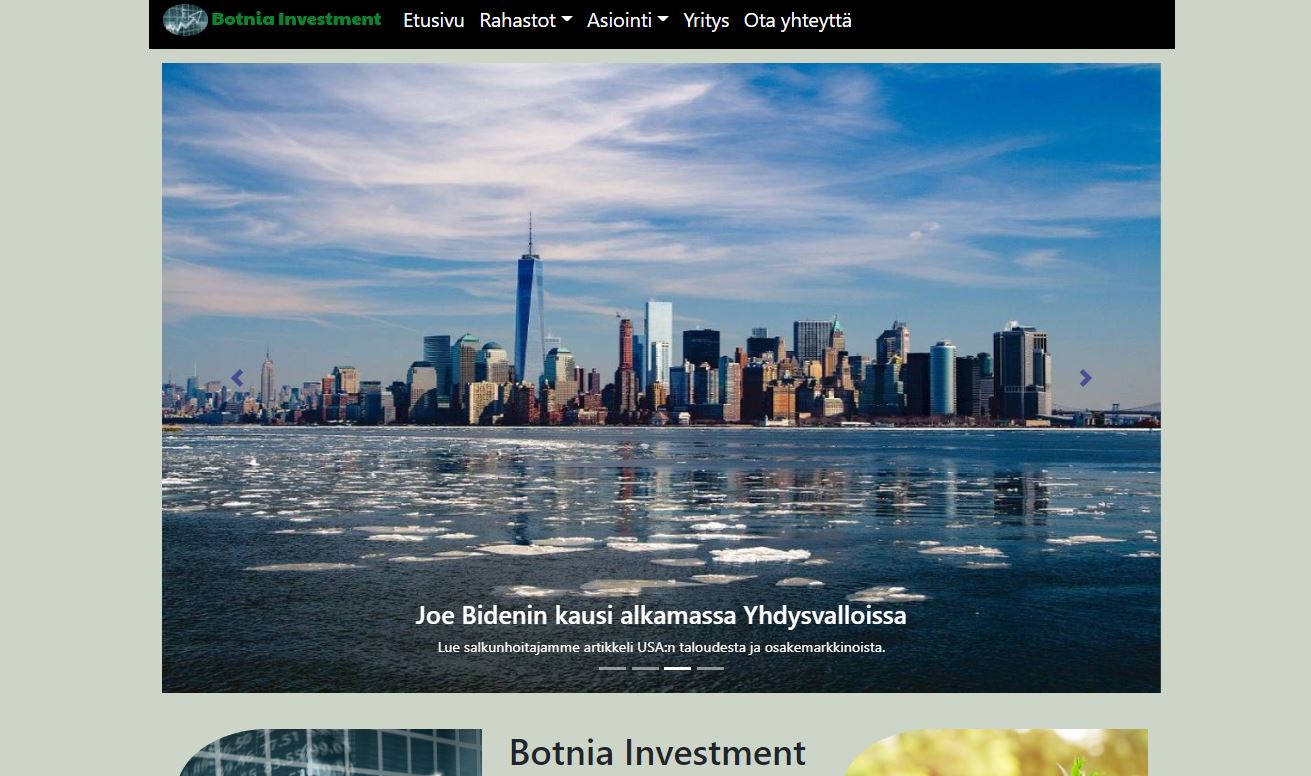 Botnia Investment Etusivu Rahastot Asiointi Yritys Ota yhteyttä
Joe Bidenin kausi alkamassa Yhdysvalloissa
Lue salkunhoitajamme artikkeli USA:n taloudesta ja osakemarkkinoista.
Botnia Investment